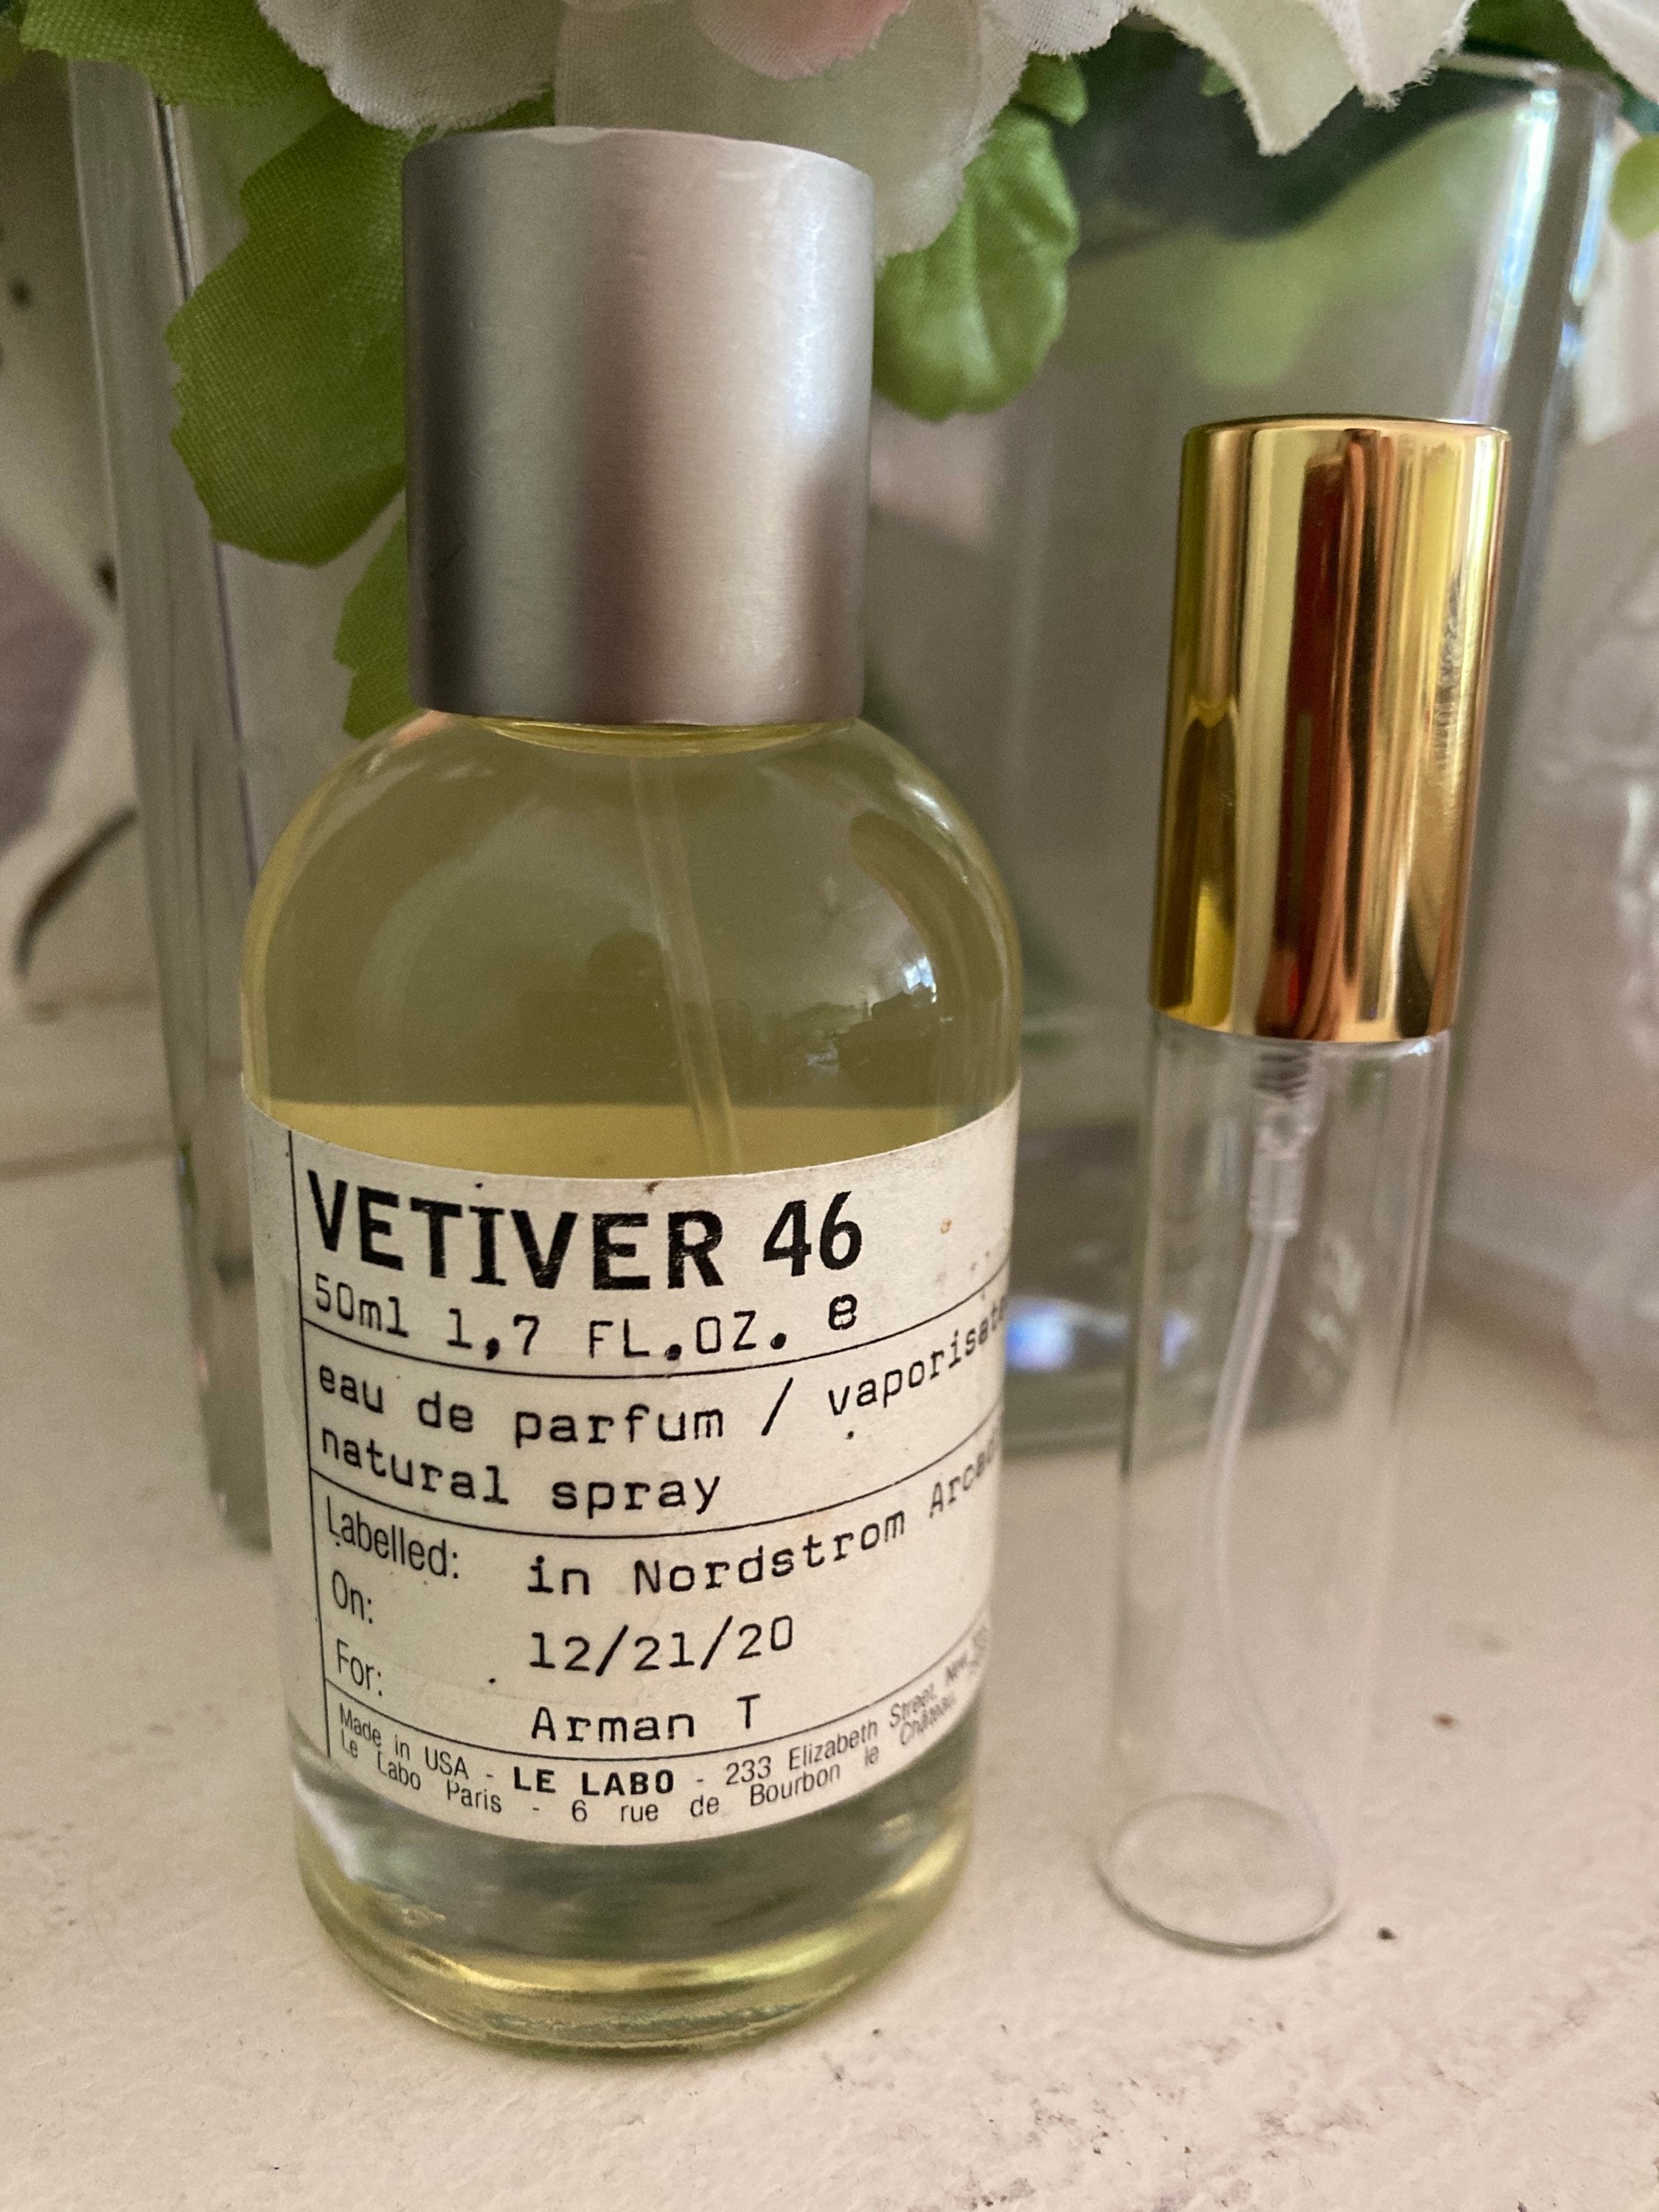 VETIVER 46
50ml 1,7 FL.OZ. e
eau de parfum /
natural spray
Labelled: in Nordstrom
On: 12/21/20
For: Arman T
Made in USA - LE LABO - 233 Elizabeth Street, New
Le Labo Paris - 6 rue de Bourbon le Château,